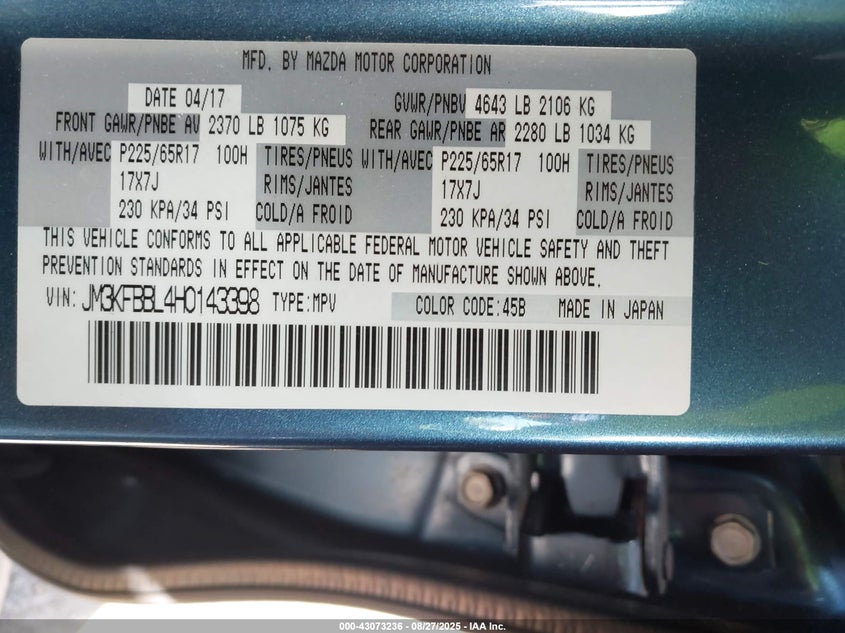 MFD. BY MAZDA MOTOR CORPORATION
DATE 04/17 GVWR/PNBV 4643 LB 2106 KG
FRONT GAWR/PNBE AV 2370 LB 1075 KG REAR GAWR/PNBE AR 2280 LB 1034 KG
WITH/AVEC P225/65R17 100H TIRES/PNEUS WITH/AVEC P225/65R17 100H TIRES/PNEUS
17X7J RIMS/JANTES 17X7J RIMS/JANTES
230 KPA/34 PSI COLD/A FROID 230 KPA/34 PSI COLD/A FROID
THIS VEHICLE CONFORMS TO ALL APPLICABLE FEDERAL MOTOR VEHICLE SAFETY AND THEFT
PREVENTION STANDARDS IN EFFECT ON THE DATE OF MANUFACTURE SHOWN ABOVE.
VIN: JM3KFBBL4H0143398 TYPE:MPV COLOR CODE:45B MADE IN JAPAN
000-43073236 - 08/27/2025 - IAA, Inc.